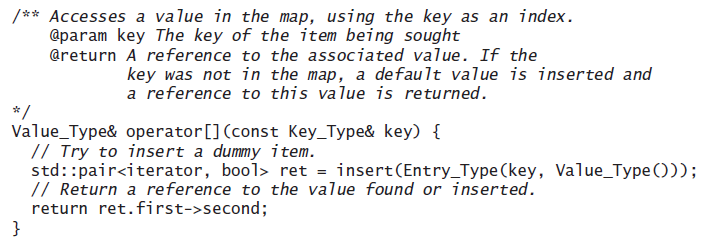 /** Accesses a value in the map, using the key as an index.
@param key The key of the item being sought
@return A reference to the associated value. If the
key was not in the map, a default value is inserted and
a reference to this value is returned.
*/
Value_Type& operator[](const Key_Type& key) {
// Try to insert a dummy item.
std::pair<iterator, bool> ret = insert(Entry_Type(key, Value_Type()));
// Return a reference to the value found or inserted.
return ret.first->second;
}